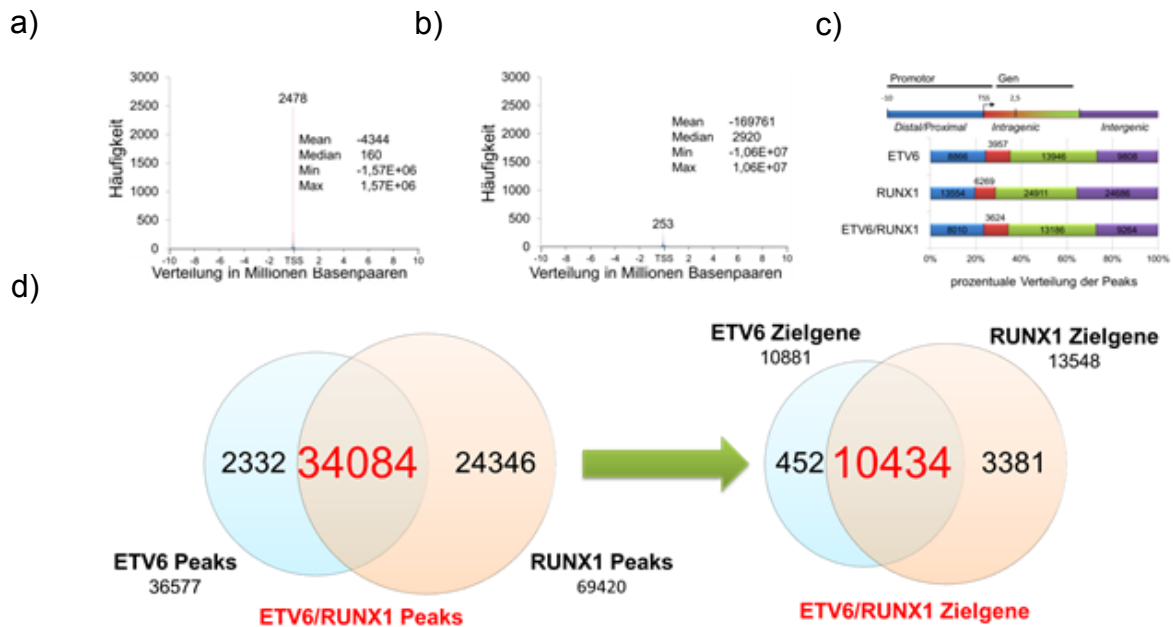 a)
3000
2500
2000
1500
1000
500
0
Häufigkeit
2478
Mean -4344
Median 160
Min -1,57E+06
Max 1,57E+06
-10 -8 -6 -4 -2 TSS 2 4 6 8 10
Verteilung in Millionen Basenpaaren
b)
3000
2500
2000
1500
1000
500
0
Häufigkeit
253
Mean -169761
Median 2920
Min -1,06E+07
Max 1,06E+07
-10 -8 -6 -4 -2 TSS 2 4 6 8 10
Verteilung in Millionen Basenpaaren
c)
Promotor Gen
-10 TSS 2,5
Distal/Proximal Intragenic Intergenic
3957
ETV6 8866 13946 9808
6269
RUNX1 13554 24911 24686
3624
ETV6/RUNX1 8010 13186 9264
0% 20% 40% 60% 80% 100%
prozentuale Verteilung der Peaks
d)
2332 34084 24346
ETV6 Peaks
36577
RUNX1 Peaks
69420
ETV6/RUNX1 Peaks
ETV6 Zielgene
10881
RUNX1 Zielgene
13548
452 10434 3381
ETV6/RUNX1 Zielgene